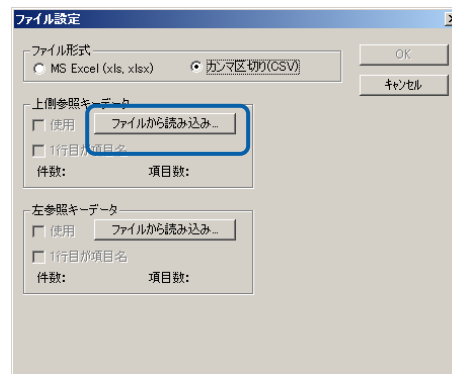 ファイル設定
ファイル形式
MS Excel (xls, xlsx) カンマ区切り(CSV)
OK
キャンセル
上側参照キーデータ
使用 ファイルから読み込み...
1行目が項目名
件数: 項目数:
左参照キーデータ
使用 ファイルから読み込み...
1行目が項目名
件数: 項目数: